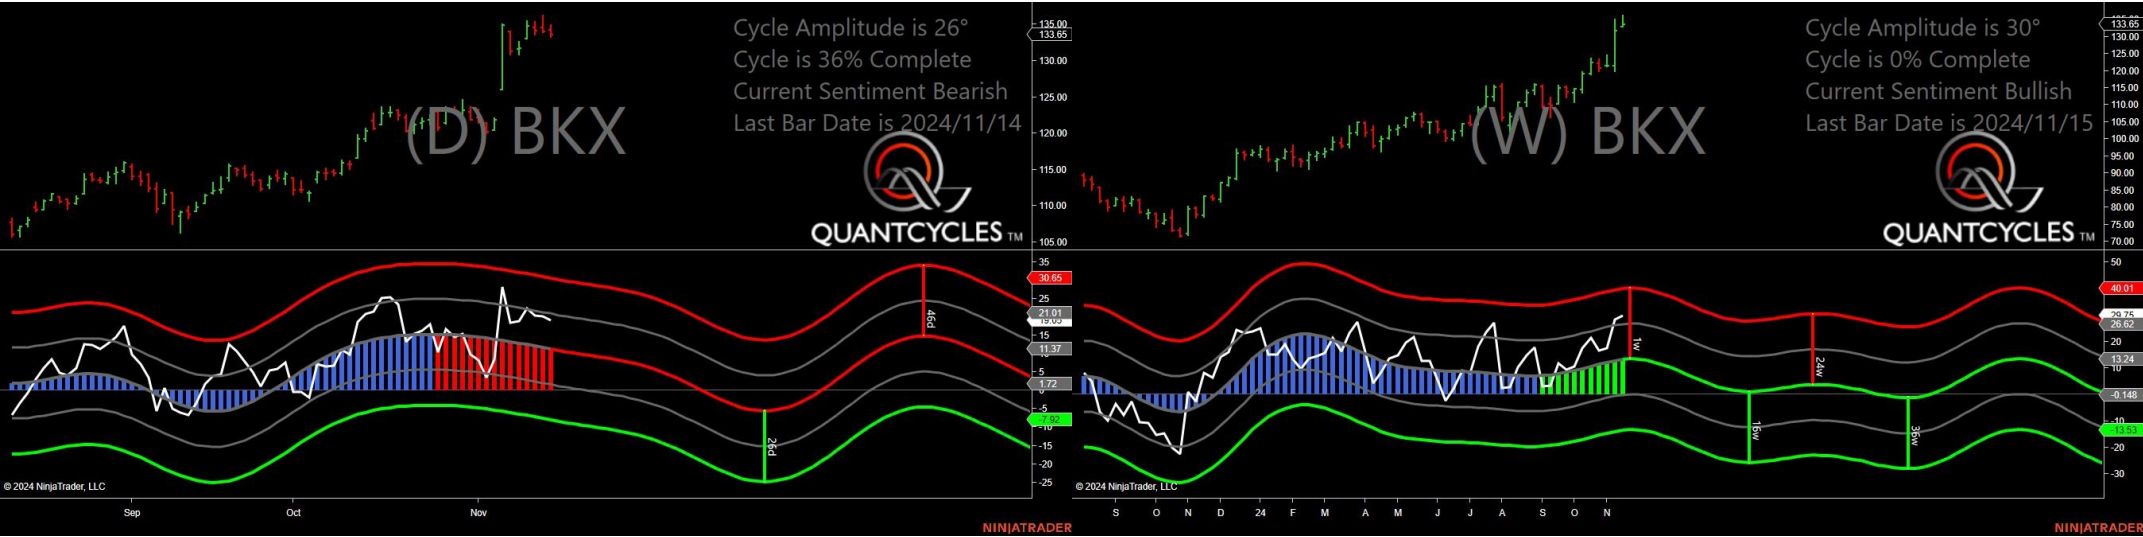 Cycle Amplitude is 26°
Cycle is 36% Complete
Current Sentiment Bearish
Last Bar Date is 2024/11/14
(D) BKX
QUANTCYCLES TM
135.00
133.65
130.00
125.00
120.00
115.00
110.00
105.00
35
30.65
25
21.01
19.05
15
11.37
5
1.72
-5
-7.92
-10
-15
-20
-25
46d
26d
© 2024 NinjaTrader, LLC
Sep Oct Nov
NINJATRADER
Cycle Amplitude is 30°
Cycle is 0% Complete
Current Sentiment Bullish
Last Bar Date is 2024/11/15
(W) BKX
QUANTCYCLES TM
133.65
130.00
125.00
120.00
115.00
110.00
105.00
100.00
95.00
90.00
85.00
80.00
75.00
70.00
50
40.01
29.75
26.62
20
13.24
10
-0.148
-10
-13.53
-20
-30
1w
24w
16w
36w
© 2024 NinjaTrader, LLC
S O N D 24 F M A M J J A S O N
NINJATRADER